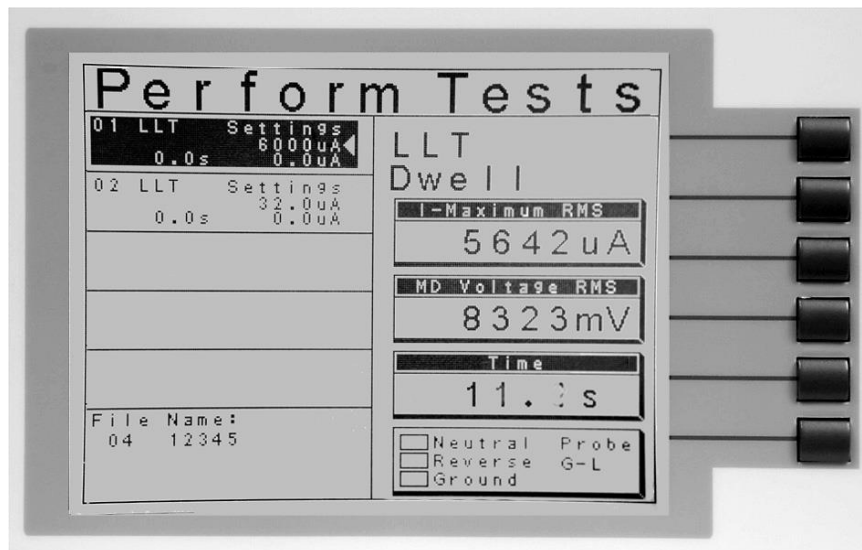 Perform Tests
01 LLT Settings
6000uA
0.0s 0.0uA
02 LLT Settings
32.0uA
0.0s 0.0uA
File Name:
04 12345
LLT
Dwell
I-Maximum RMS
5642uA
MD Voltage RMS
8323mV
Time
s
Neutral Probe
Reverse G-L
Ground